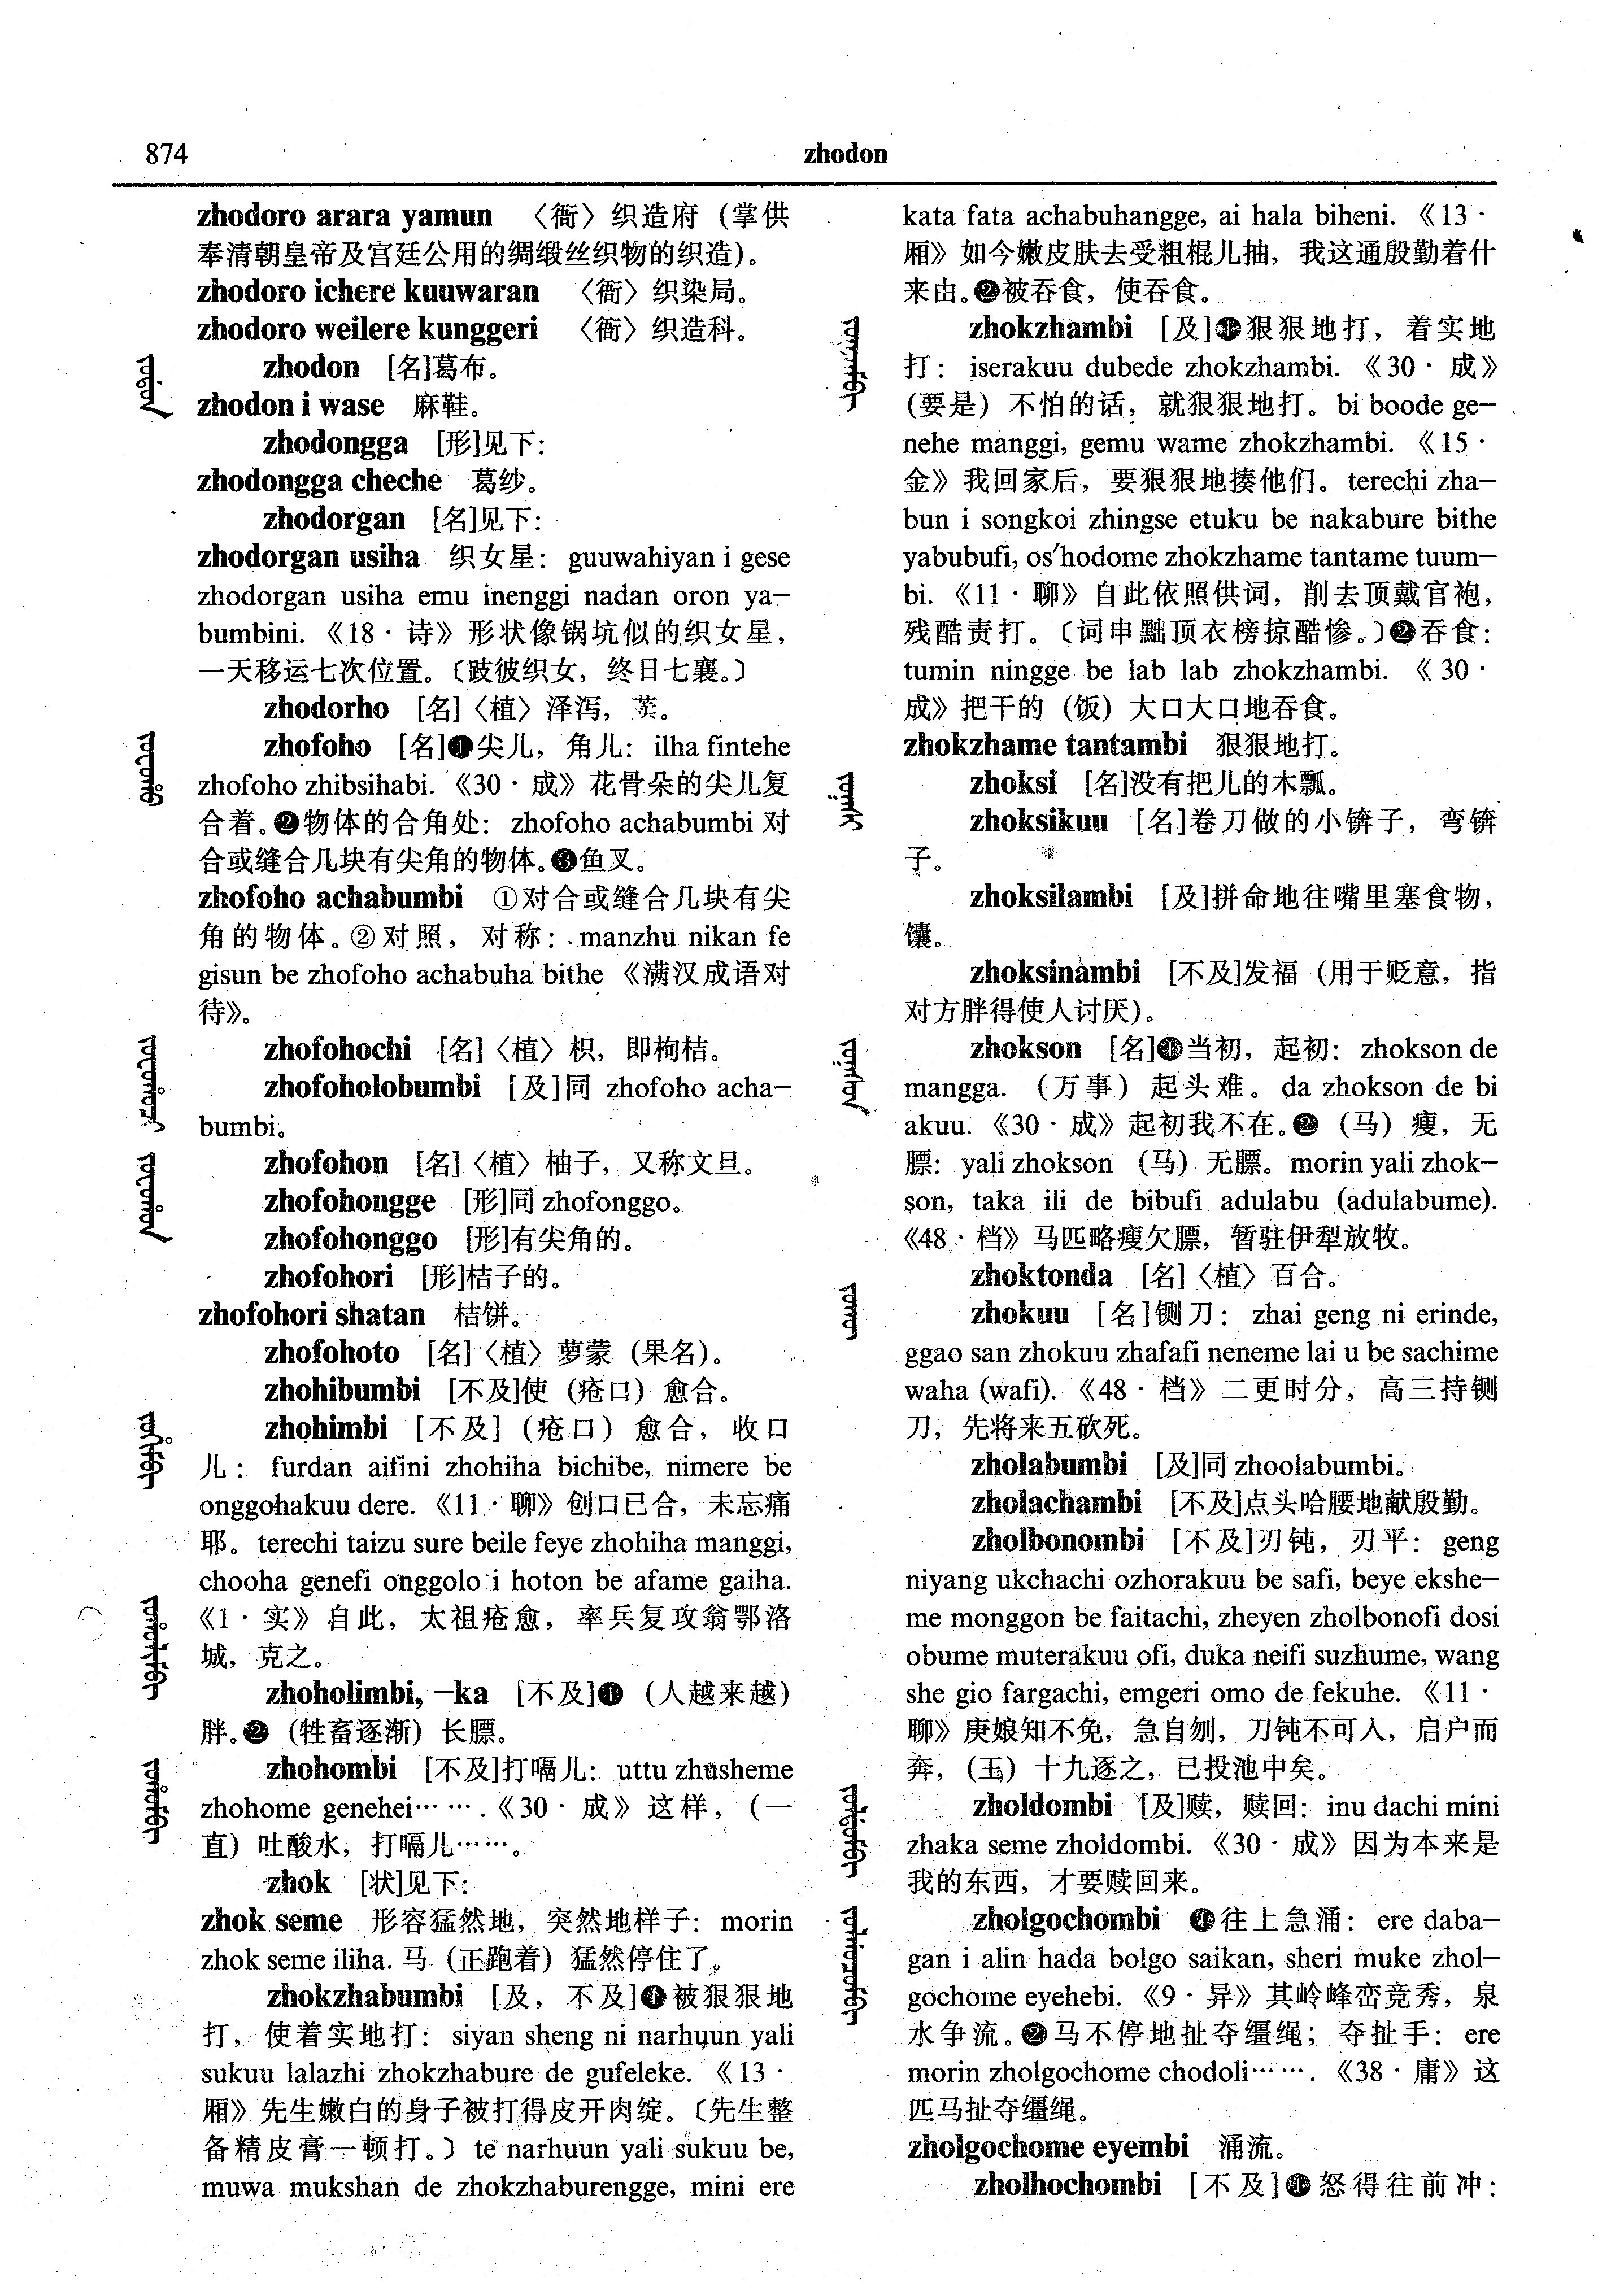 874
zhodon
zhodoro arara yamun 〈衙〉织造府（掌供
奉清朝皇帝及宫廷公用的绸缎丝织物的织造）。
zhodoro ichere kuuwaran 〈衙〉织染局。
zhodoro weilere kunggeri 〈衙〉织造科。
zhodon [名]葛布。
zhodon i wase 麻鞋。
zhodongga [形]见下：
zhodongga cheche 葛纱。
zhodorgan [名]见下：
zhodorgan usiha 织女星：guuwahiyan i gese
zhodorgan usiha emu inenggi nadan oron ya–
bumbini.《18·诗》形状像锅坑似的织女星，
一天移运七次位置。〔跂彼织女，终日七襄。〕
zhodorho [名]〈植〉泽泻，芙。
zhofoho [名]❶尖儿，角儿：ilha fintehe
zhofoho zhibsihabi.《30·成》花骨朵的尖儿复
合着。❷物体的合角处：zhofoho achabumbi 对
合或缝合几块有尖角的物体。❸鱼叉。
zhofoho achabumbi ①对合或缝合几块有尖
角的物体。②对照，对称：manzhu nikan fe
gisun be zhofoho achabuha bithe《满汉成语对
待》。
zhofohochi [名]〈植〉枳，即枸桔。
zhofoholobumbi [及]同 zhofoho acha–
bumbi。
zhofohon [名]〈植〉柚子，又称文旦。
zhofohongge [形]同 zhofonggo。
zhofohonggo [形]有尖角的。
zhofohori [形]桔子的。
zhofohori shatan 桔饼。
zhofohoto [名]〈植〉萝蒙（果名）。
zhohibumbi [不及]使（疮口）愈合。
zhohimbi [不及]（疮口）愈合，收口
儿：furdan aifini zhohiha bichibe, nimere be
onggohakuu dere.《11·聊》创口已合，未忘痛
耶。terechi taizu sure beile feye zhohiha manggi,
chooha genefi onggolo i hoton be afame gaiha.
《1·实》自此，太祖疮愈，率兵复攻翁鄂洛
城，克之。
zhoholimbi, –ka [不及]❶（人越来越）
胖。❷（牲畜逐渐）长膘。
zhohombi [不及]打嗝儿：uttu zhusheme
zhohome genehei…….《30·成》这样，（一
直）吐酸水，打嗝儿……。
zhok [状]见下：
zhok seme 形容猛然地，突然地样子：morin
zhok seme iliha. 马（正跑着）猛然停住了。
zhokzhabumbi [及，不及]❶被狠狠地
打，使着实地打：siyan sheng ni narhuun yali
sukuu lalazhi zhokzhabure de gufeleke.《13·
厢》先生嫩白的身子被打得皮开肉绽。〔先生整
备精皮膏一顿打。〕te narhuun yali sukuu be,
muwa mukshan de zhokzhaburengge, mini ere
kata fata achabuhangge, ai hala biheni.《13·
厢》如今嫩皮肤去受粗棍儿抽，我这通殷勤着什
来由。❷被吞食，使吞食。
zhokzhambi [及]❶狠狠地打，着实地
打：iserakuu dubede zhokzhambi.《30·成》
（要是）不怕的话，就狠狠地打。bi boode ge–
nehe manggi, gemu wame zhokzhambi.《15·
金》我回家后，要狠狠地揍他们。terechi zha–
bun i songkoi zhingse etuku be nakabure bithe
yabubufi, os'hodome zhokzhame tantame tuum–
bi.《11·聊》自此依照供词，削去顶戴官袍，
残酷责打。〔词申黜顶衣榜掠酷惨。〕❷吞食：
tumin ningge be lab lab zhokzhambi.《30·
成》把干的（饭）大口大口地吞食。
zhokzhame tantambi 狠狠地打。
zhoksi [名]没有把儿的木瓢。
zhoksikuu [名]卷刀做的小锛子，弯锛
子。
zhoksilambi [及]拼命地往嘴里塞食物，
馕。
zhoksinambi [不及]发福（用于贬意，指
对方胖得使人讨厌）。
zhokson [名]❶当初，起初：zhokson de
mangga.（万事）起头难。da zhokson de bi
akuu.《30·成》起初我不在。❷（马）瘦，无
膘：yali zhokson（马）无膘。morin yali zhok–
son, taka ili de bibufi adulabu (adulabume).
《48·档》马匹略瘦欠膘，暂驻伊犁放牧。
zhoktonda [名]〈植〉百合。
zhokuu [名]铡刀：zhai geng ni erinde,
ggao san zhokuu zhafafi neneme lai u be sachime
waha (wafi).《48·档》二更时分，高三持铡
刀，先将来五砍死。
zholabumbi [及]同 zhoolabumbi。
zholachambi [不及]点头哈腰地献殷勤。
zholbonombi [不及]刃钝，刃平：geng
niyang ukchachi ozhorakuu be safi, beye ekshe–
me monggon be faitachi, zheyen zholbonofi dosi
obume muterakuu ofi, duka neifi suzhume, wang
she gio fargachi, emgeri omo de fekuhe.《11·
聊》庚娘知不免，急自刎，刀钝不可入，启户而
奔，（玉）十九逐之，已投池中矣。
zholdombi [及]赎，赎回：inu dachi mini
zhaka seme zholdombi.《30·成》因为本来是
我的东西，才要赎回来。
zholgochombi ❶往上急涌：ere daba–
gan i alin hada bolgo saikan, sheri muke zhol–
gochome eyehebi.《9·异》其岭峰峦竞秀，泉
水争流。❷马不停地扯夺缰绳；夺扯手：ere
morin zholgochome chodoli…….《38·庸》这
匹马扯夺缰绳。
zholgochome eyembi 涌流。
zholhochombi [不及]❶怒得往前冲：